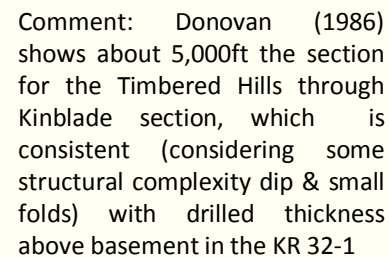 Comment: Donovan (1986)
shows about 5,000ft the section
for the Timbered Hills through
Kinblade section, which is
consistent (considering some
structural complexity dip & small
folds) with drilled thickness
above basement in the KR 32-1